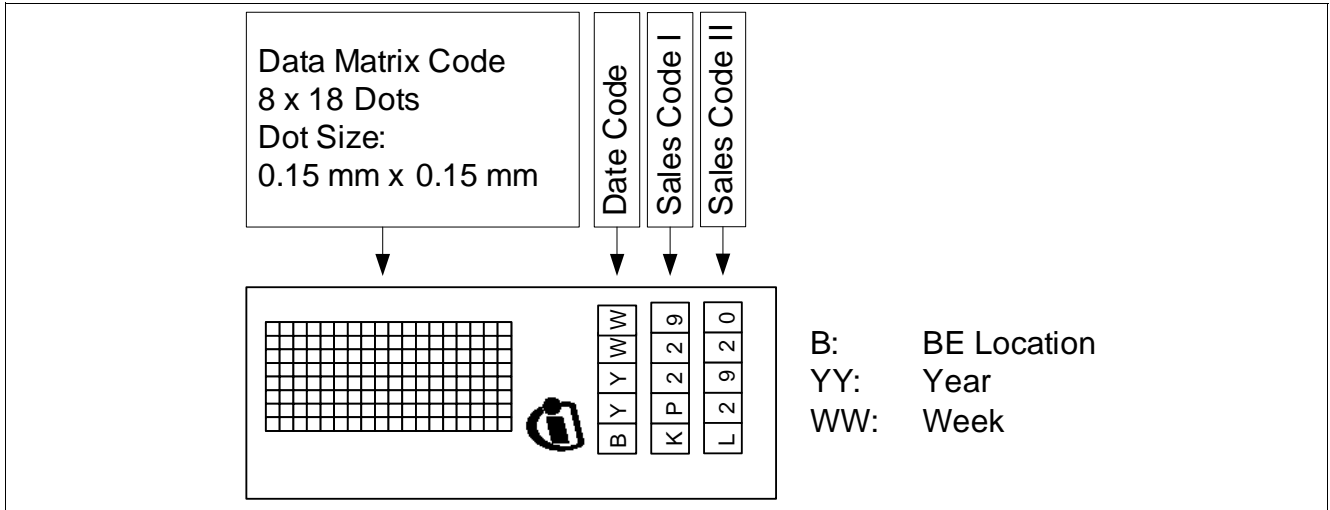 Data Matrix Code
8 x 18 Dots
Dot Size:
0.15 mm x 0.15 mm
Date Code
Sales Code I
Sales Code II
BYYWW
KP229
L2920
B: BE Location
YY: Year
WW: Week